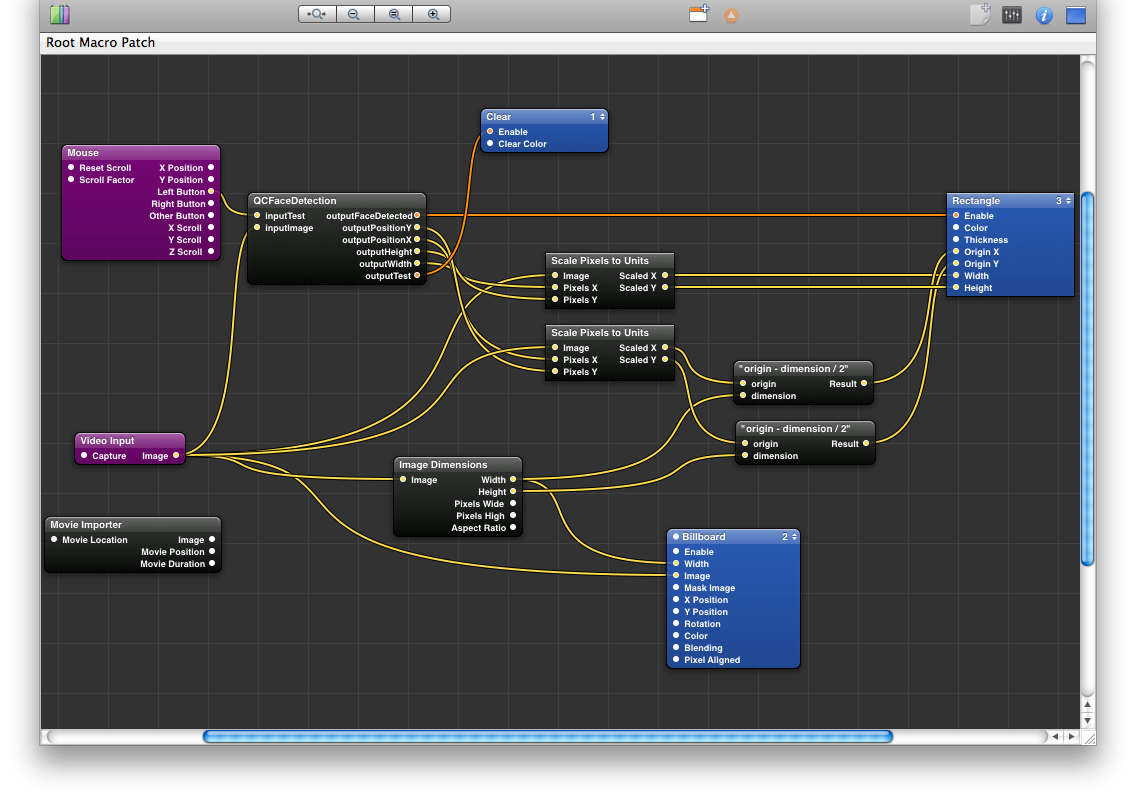 Root Macro Patch
Clear 1
Enable
Clear Color
Mouse
Reset Scroll X Position
Scroll Factor Y Position
Left Button
Right Button
Other Button
X Scroll
Y Scroll
Z Scroll
QCFaceDetection
inputTest outputFaceDetected
inputImage outputPositionY
outputPositionX
outputHeight
outputWidth
outputTest
Rectangle 3
Enable
Color
Thickness
Origin X
Origin Y
Width
Height
Scale Pixels to Units
Image Scaled X
Pixels X Scaled Y
Pixels Y
Scale Pixels to Units
Image Scaled X
Pixels X Scaled Y
Pixels Y
"origin - dimension / 2"
origin Result
dimension
"origin - dimension / 2"
origin Result
dimension
Video Input
Capture Image
Image Dimensions
Image Width
Height
Pixels Wide
Pixels High
Aspect Ratio
Movie Importer
Movie Location Image
Movie Position
Movie Duration
Billboard 2
Enable
Width
Image
Mask Image
X Position
Y Position
Rotation
Color
Blending
Pixel Aligned